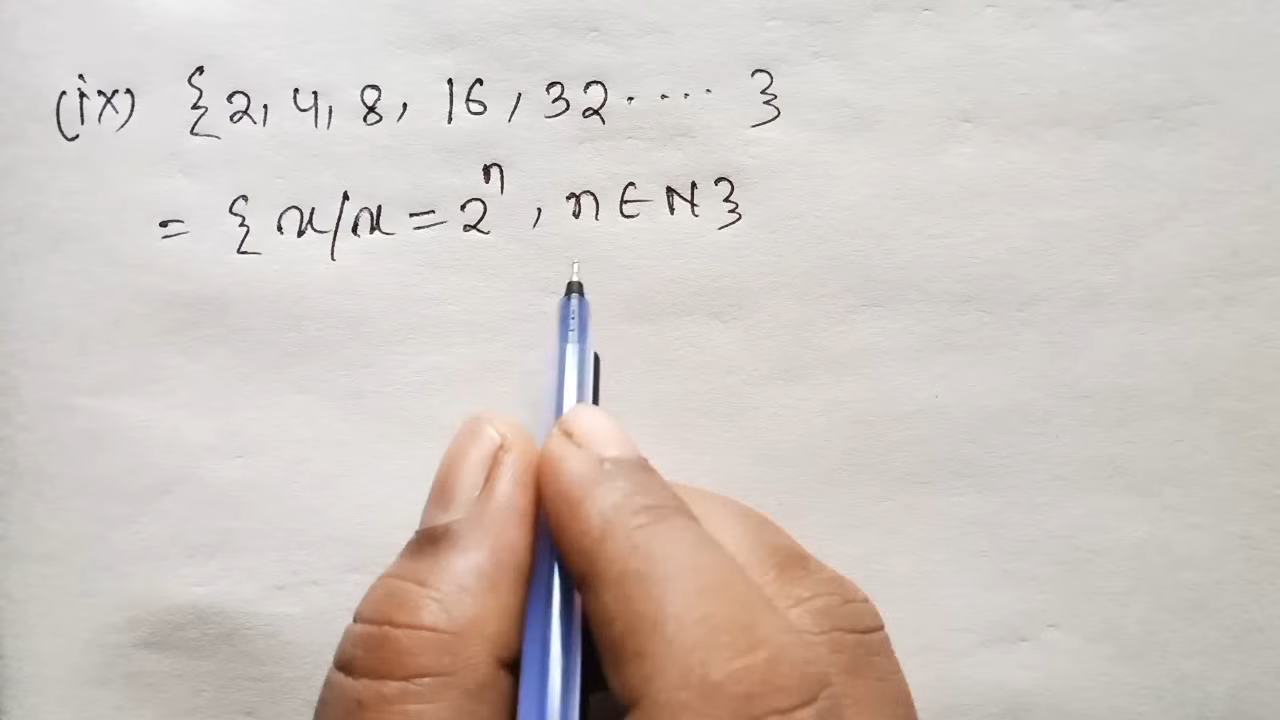 (ix) {2, 4, 8, 16, 32 ..... }
= {x/x = 2ⁿ, n ∈ N}